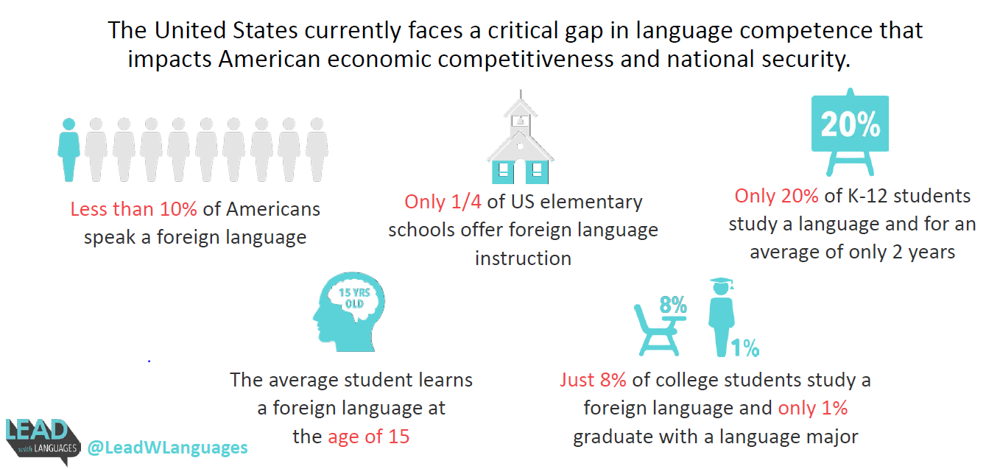 The United States currently faces a critical gap in language competence that
impacts American economic competitiveness and national security.
Less than 10% of Americans
speak a foreign language
Only 1/4 of US elementary
schools offer foreign language
instruction
20%
Only 20% of K-12 students
study a language and for an
average of only 2 years
15 YRS
OLD
The average student learns
a foreign language at
the age of 15
8%
1%
Just 8% of college students study a
foreign language and only 1%
graduate with a language major
LEAD
with LANGUAGES
@LeadWLanguages